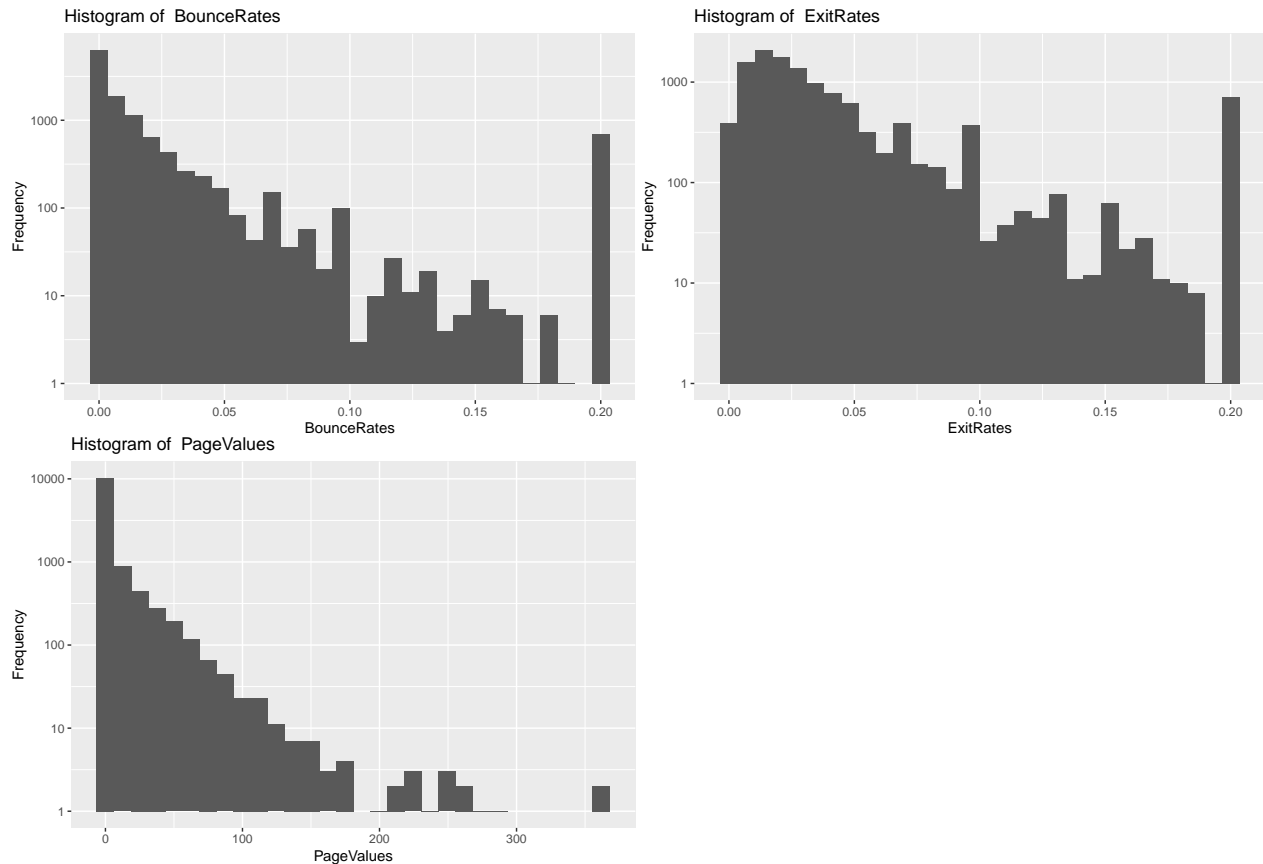 Histogram of  BounceRates
Frequency
1000
100
10
1
0.00 0.05 0.10 0.15 0.20
BounceRates
Histogram of  ExitRates
Frequency
1000
100
10
1
0.00 0.05 0.10 0.15 0.20
ExitRates
Histogram of  PageValues
Frequency
10000
1000
100
10
1
0 100 200 300
PageValues